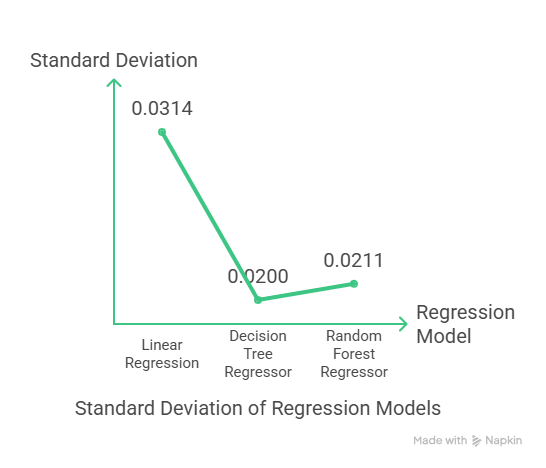 Standard Deviation
0.0314
0.0200
0.0211
Regression
Model
Linear
Regression
Decision
Tree
Regressor
Random
Forest
Regressor
Standard Deviation of Regression Models
Made with Napkin